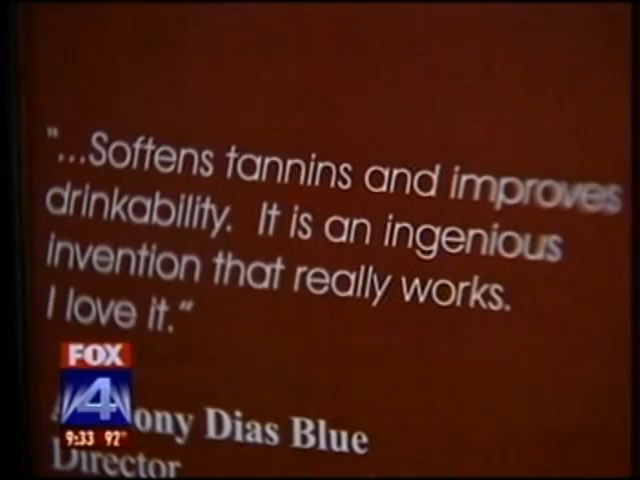 "...Softens tannins and improves
drinkability. It is an ingenious
invention that really works.
I love it."
ony Dias Blue
Director
FOX
4
9:33 92°